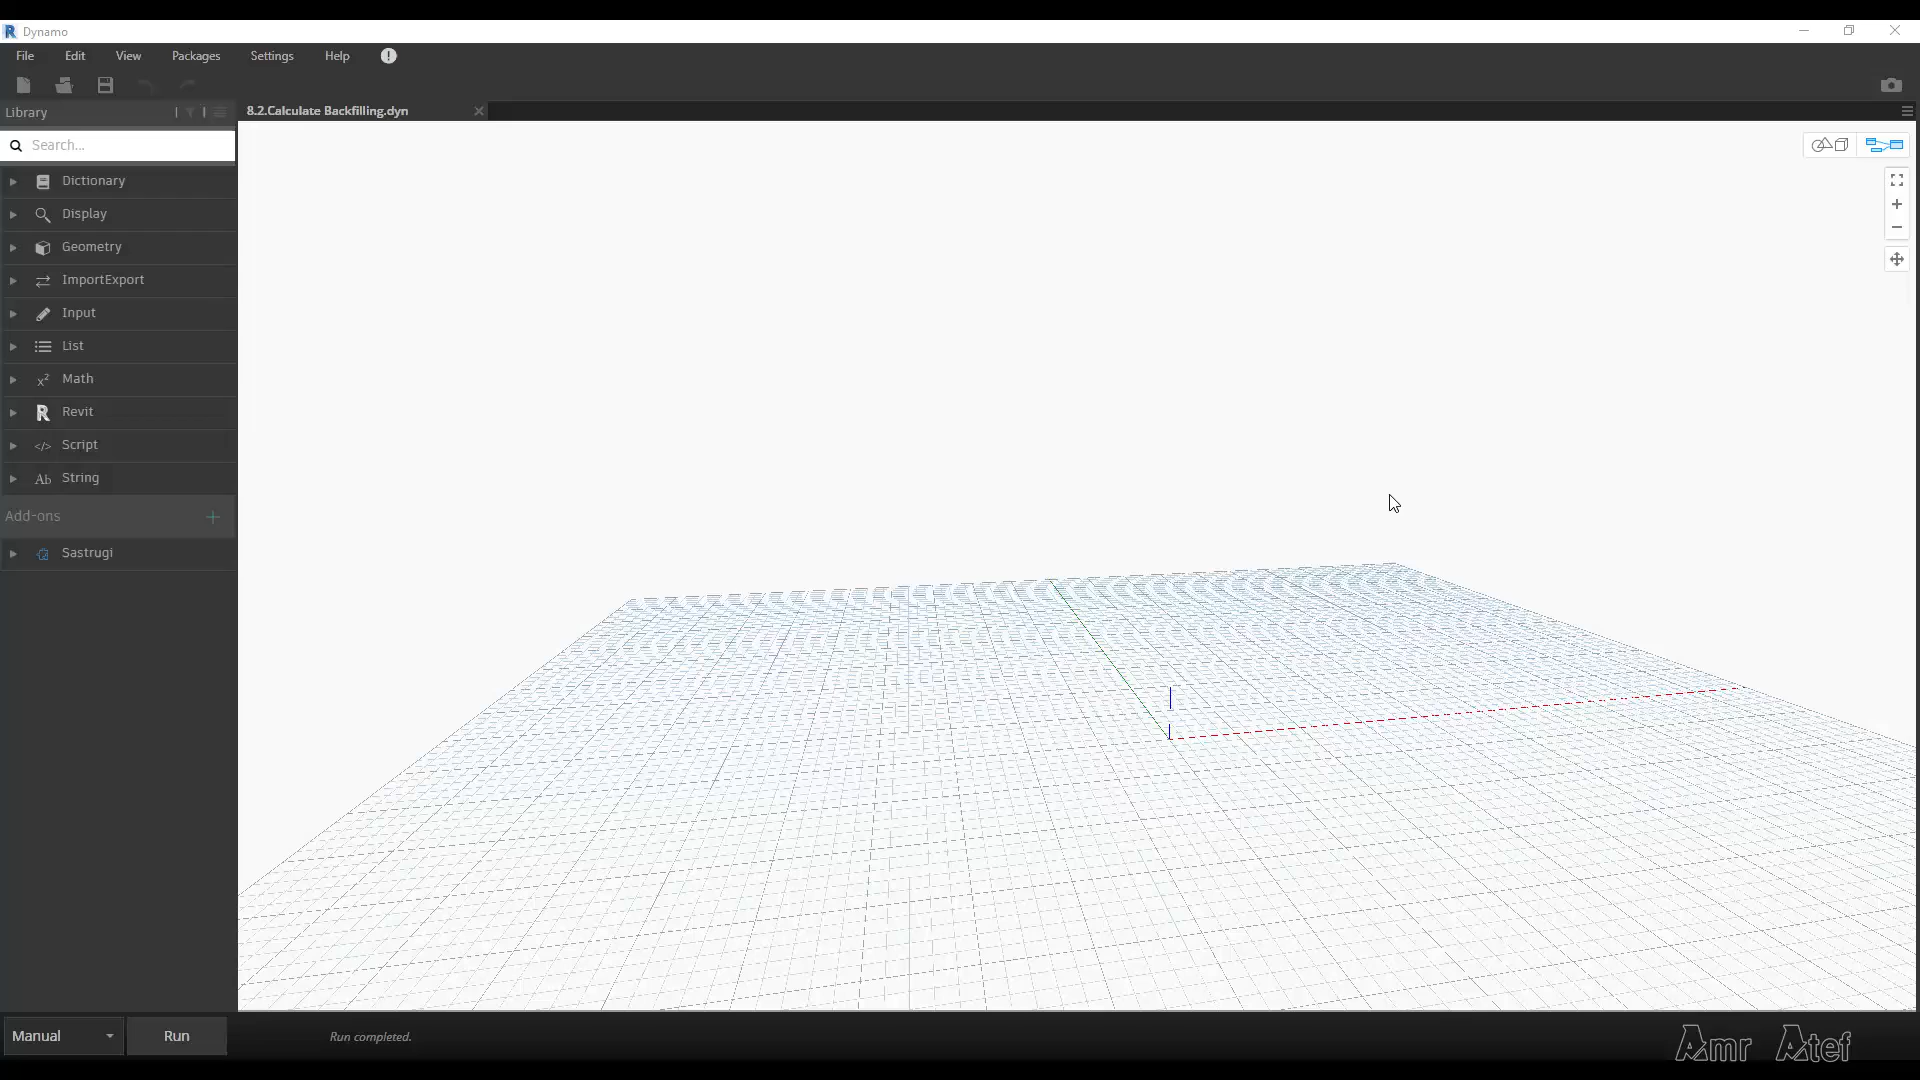 Dynamo
File Edit View Packages Settings Help
Library
8.2.Calculate Backfilling.dyn
Search...
Dictionary
Display
Geometry
ImportExport
Input
List
Math
Revit
Script
String
Add-ons
Sastrugi
Manual
Run
Run completed.
Amr Atef